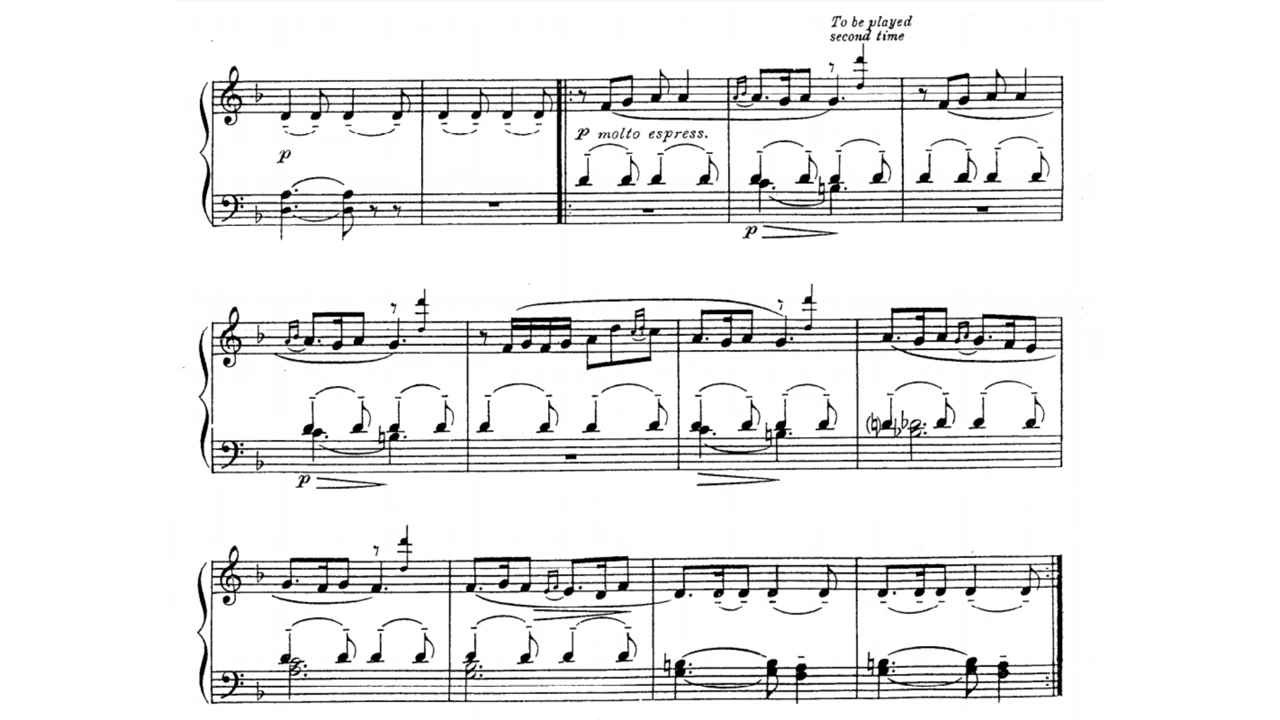 To be played
second time
p
p molto espress.
p
p